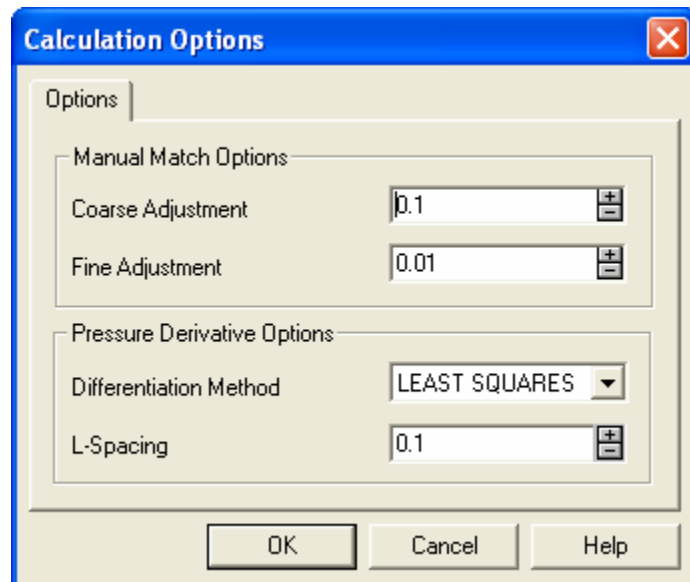 Calculation Options
Options
Manual Match Options
Coarse Adjustment 0.1
Fine Adjustment 0.01
Pressure Derivative Options
Differentiation Method LEAST SQUARES
L-Spacing 0.1
OK Cancel Help